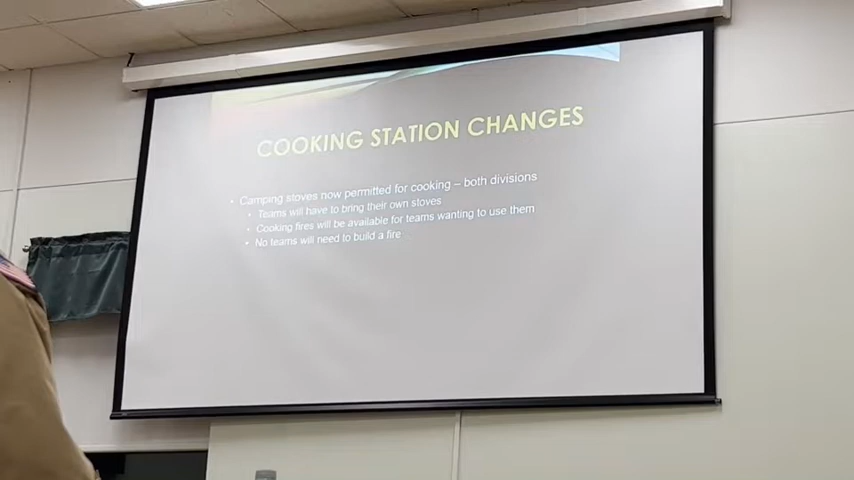 COOKING STATION CHANGES
• Camping stoves now permitted for cooking – both divisions
• Teams will have to bring their own stoves
• Cooking fires will be available for teams wanting to use them
• No teams will need to build a fire